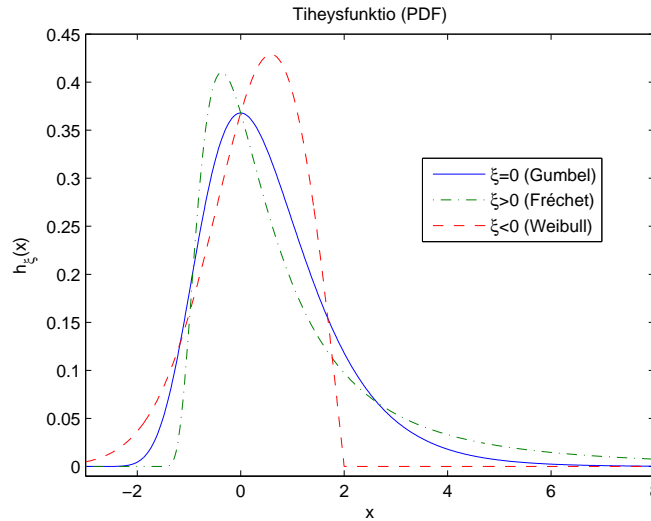 Tiheysfunktio (PDF)
0.45
0.4
0.35
0.3
0.25
0.2
0.15
0.1
0.05
0
hξ(x)
ξ=0 (Gumbel)
ξ>0 (Fréchet)
ξ<0 (Weibull)
−2 0 2 4 6 8
x